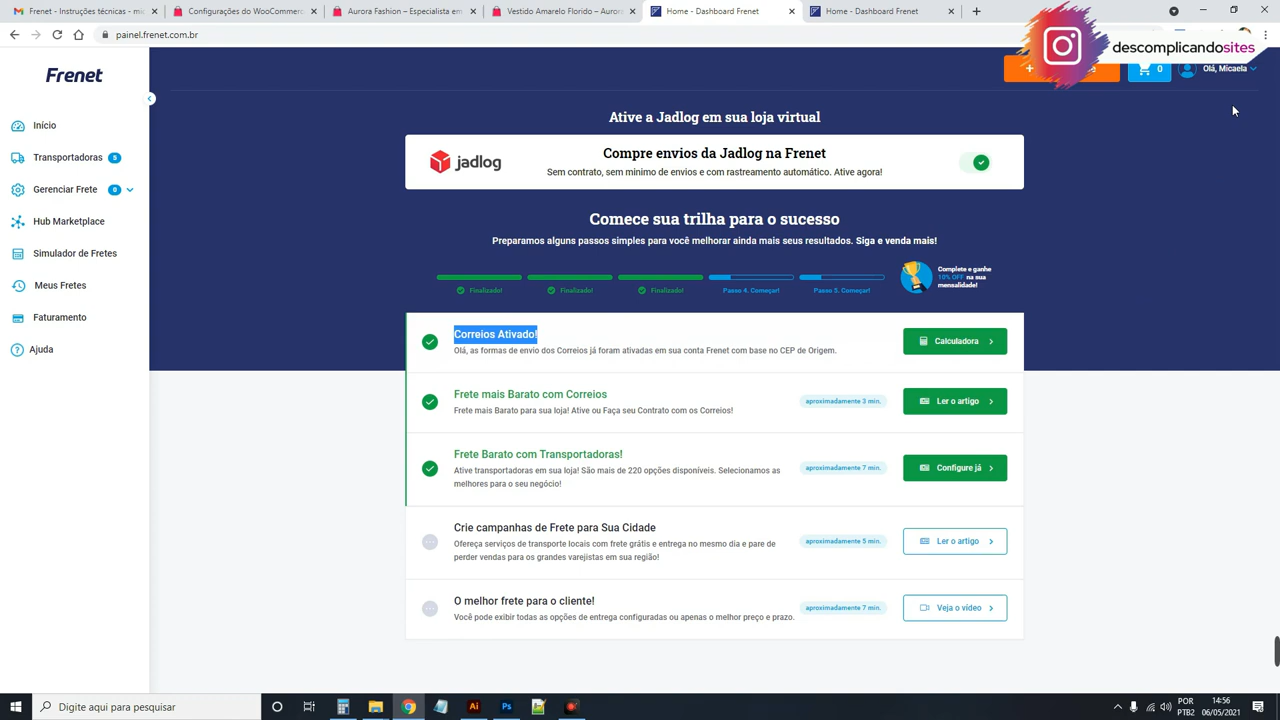 Frenet - Integração com ti
Configurações do WooCommerc
Aurora Fashion – Especialista em
Vestido Amarelo Florido – Auror
Home - Dashboard Frenet
Home - Dashboard Frenet
painel.frenet.com.br
descomplicandosites
Frenet
0
Olá, Micaela
Início
Transportadoras
Gerenciar Frete 0
Hub Marketplace
Simulador de Fretes
Meus Fretes
Faturamento
Ajuda
Ative a Jadlog em sua loja virtual
jadlog
Compre envios da Jadlog na Frenet
Sem contrato, sem mínimo de envios e com rastreamento automático. Ative agora!
Comece sua trilha para o sucesso
Preparamos alguns passos simples para você melhorar ainda mais seus resultados. Siga e venda mais!
Finalizado!
Finalizado!
Finalizado!
Passo 4. Começar!
Passo 5. Começar!
Complete e ganhe
10% OFF na sua
mensalidade!
Correios Ativado!
Olá, as formas de envio dos Correios já foram ativadas em sua conta Frenet com base no CEP de Origem.
Calculadora
Frete mais Barato com Correios
Frete mais Barato para sua loja! Ative ou Faça seu Contrato com os Correios!
aproximadamente 3 min.
Ler o artigo
Frete Barato com Transportadoras!
Ative transportadoras em sua loja! São mais de 220 opções disponíveis. Selecionamos as
melhores para o seu negócio!
aproximadamente 7 min.
Configure já
Crie campanhas de Frete para Sua Cidade
Ofereça serviços de transporte locais com frete grátis e entrega no mesmo dia e pare de
perder vendas para os grandes varejistas em sua região!
aproximadamente 5 min.
Ler o artigo
O melhor frete para o cliente!
Você pode exibir todas as opções de entrega configuradas ou apenas o melhor preço e prazo.
aproximadamente 7 min.
Veja o vídeo
Digite aqui para pesquisar
Ai
Ps
POR
PTB2
14:56
06/05/2021